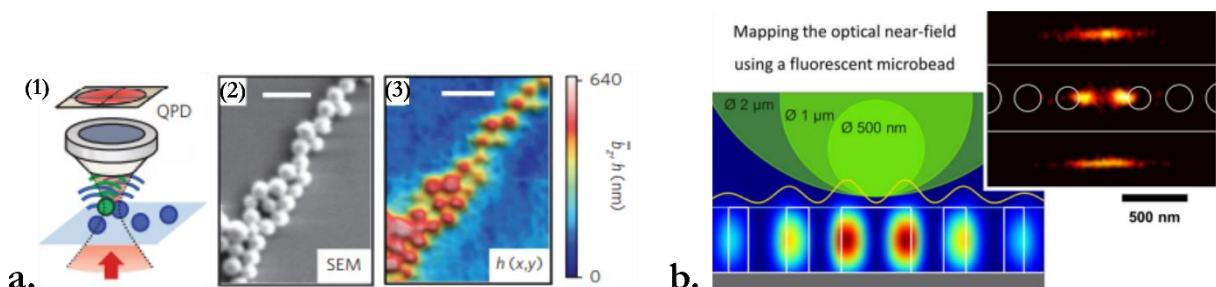 (1)
QPD
(2)
SEM
(3)
h (x,y)
640
b̄z, h (nm)
0
a.
Mapping the optical near-field
using a fluorescent microbead
Ø 2 μm
Ø 1 μm
Ø 500 nm
500 nm
b.